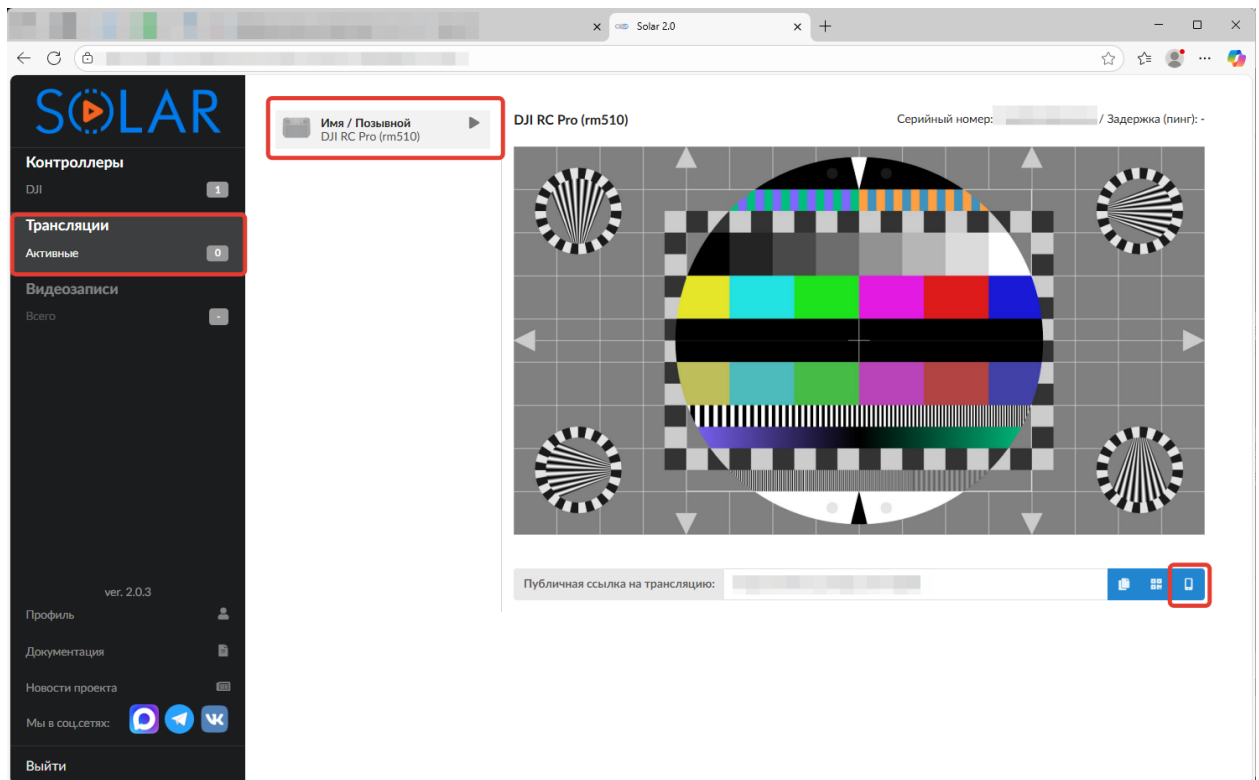 Solar 2.0
SOLAR
Контроллеры
DJI
1
Трансляции
Активные
0
Видеозаписи
Всего
-
ver. 2.0.3
Профиль
Документация
Новости проекта
Мы в соц.сетях:
Выйти
Имя / Позывной
DJI RC Pro (rm510)
DJI RC Pro (rm510)
Серийный номер:
/ Задержка (пинг): -
Публичная ссылка на трансляцию: